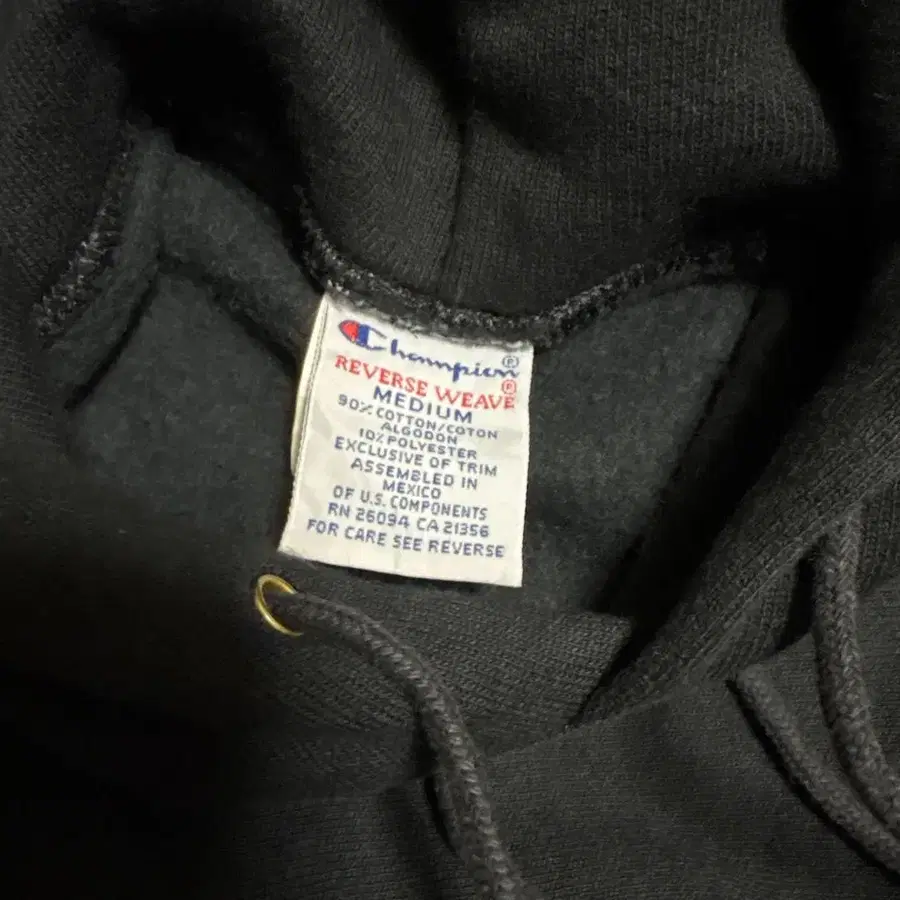 Champion®
REVERSE WEAVE®
MEDIUM
90% COTTON/COTON
ALGODON
10% POLYESTER
EXCLUSIVE OF TRIM
ASSEMBLED IN
MEXICO
OF U.S. COMPONENTS
RN 26094 CA 21356
FOR CARE SEE REVERSE